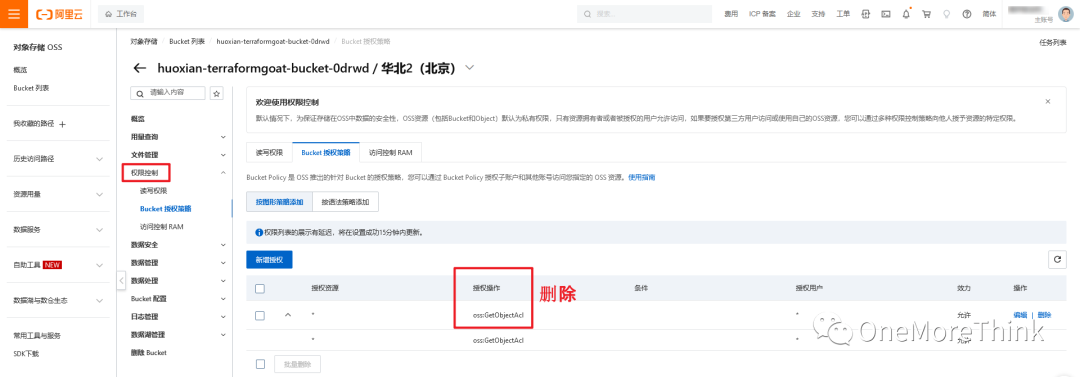 阿里云
工作台
搜索...
费用 ICP 备案 企业 支持 工单 简体
主账号
对象存储 OSS
概览
Bucket 列表
我收藏的路径
历史访问路径
资源用量
数据服务
自助工具 NEW
数据湖与数仓生态
常用工具与服务
SDK下载
对象存储 / Bucket 列表 / huoxian-terraformgoat-bucket-0drwd / Bucket 授权策略
任务列表
huoxian-terraformgoat-bucket-0drwd / 华北2（北京）
请输入内容
概览
用量查询
文件管理
权限控制
读写权限
Bucket 授权策略
访问控制 RAM
数据安全
数据管理
数据处理
Bucket 配置
日志管理
数据湖管理
删除 Bucket
欢迎使用权限控制
默认情况下，为保证存储在OSS中数据的安全性，OSS资源（包括Bucket和Object）默认为私有权限，只有资源拥有者或者被授权的用户允许访问，如果要授权第三方用户访问或使用自己的OSS资源，您可以通过多种权限控制策略向他人授予资源的特定权限。
读写权限 Bucket 授权策略 访问控制 RAM
Bucket Policy 是 OSS 推出的针对 Bucket 的授权策略，您可以通过 Bucket Policy 授权子账户和其他账号访问您指定的 OSS 资源。使用指南
按图形策略添加 按语法策略添加
权限列表的展示有延迟，将在设置成功15分钟内更新。
新增授权
授权资源 授权操作 条件 授权用户 效力 操作
删除
* oss:GetObjectAcl * 允许 编辑 | 删除
* oss:GetObjectAcl * 允许
批量删除
OneMoreThink